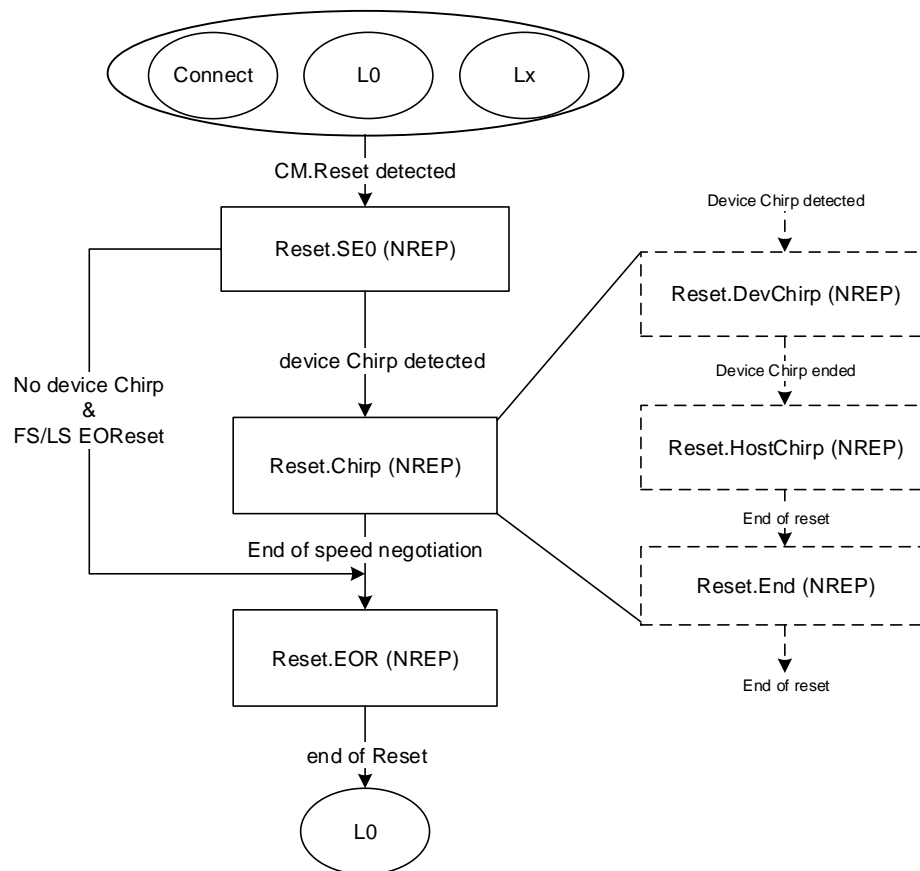 Connect
L0
Lx
CM.Reset detected
Reset.SE0 (NREP)
device Chirp detected
No device Chirp
&
FS/LS EOReset
Reset.Chirp (NREP)
End of speed negotiation
Reset.EOR (NREP)
end of Reset
L0
Device Chirp detected
Reset.DevChirp (NREP)
Device Chirp ended
Reset.HostChirp (NREP)
End of reset
Reset.End (NREP)
End of reset